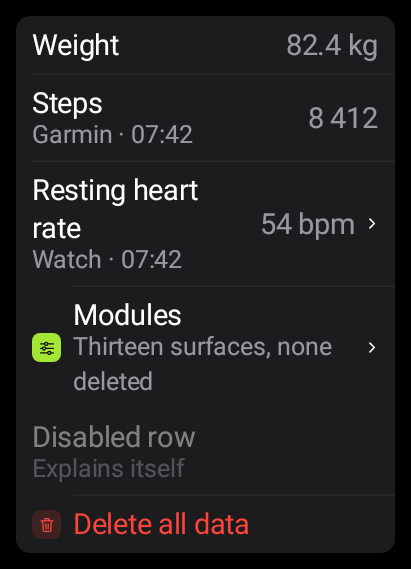 Weight
82.4 kg
Steps
Garmin · 07:42
8 412
Resting heart
rate
Watch · 07:42
54 bpm
Modules
Thirteen surfaces, none
deleted
Disabled row
Explains itself
Delete all data